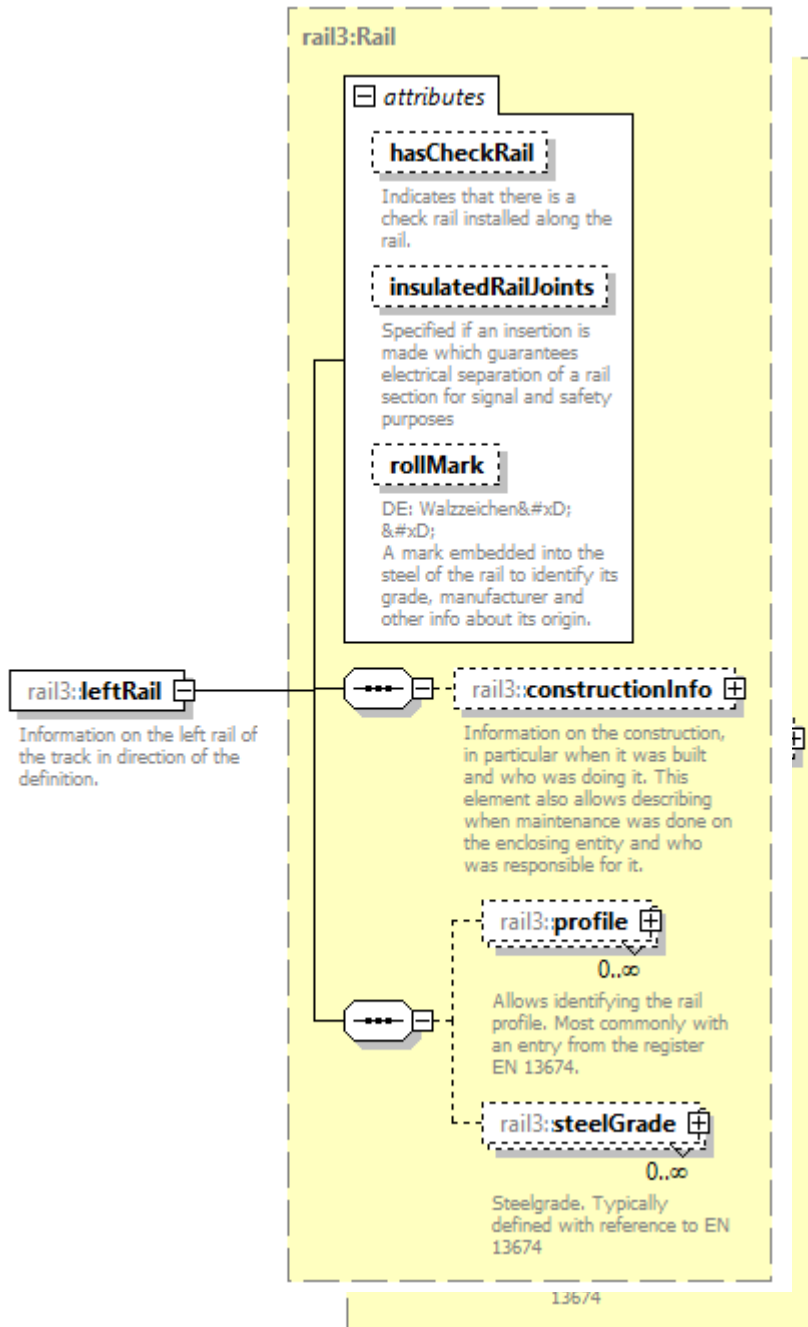 rail3:Rail
attributes
hasCheckRail
Indicates that there is a
check rail installed along the
rail.
insulatedRailJoints
Specified if an insertion is
made which guarantees
electrical separation of a rail
section for signal and safety
purposes
rollMark
DE: Walzzeichen&#xD;
&#xD;
A mark embedded into the
steel of the rail to identify its
grade, manufacturer and
other info about its origin.
rail3::leftRail
Information on the left rail of
the track in direction of the
definition.
rail3::constructionInfo
Information on the construction,
in particular when it was built
and who was doing it. This
element also allows describing
when maintenance was done on
the enclosing entity and who
was responsible for it.
rail3::profile
0..∞
Allows identifying the rail
profile. Most commonly with
an entry from the register
EN 13674.
rail3::steelGrade
0..∞
Steelgrade. Typically
defined with reference to EN
13674
13674